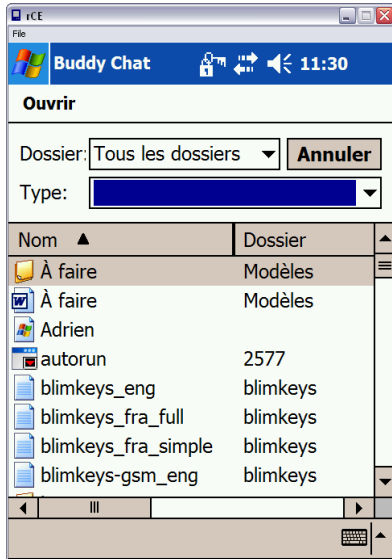 rCE
File
Buddy Chat 1 11:30
Ouvrir
Dossier: Tous les dossiers Annuler
Type:
Nom Dossier
À faire Modèles
À faire Modèles
Adrien
autorun 2577
blimkeys_eng blimkeys
blimkeys_fra_full blimkeys
blimkeys_fra_simple blimkeys
blimkeys-gsm_eng blimkeys